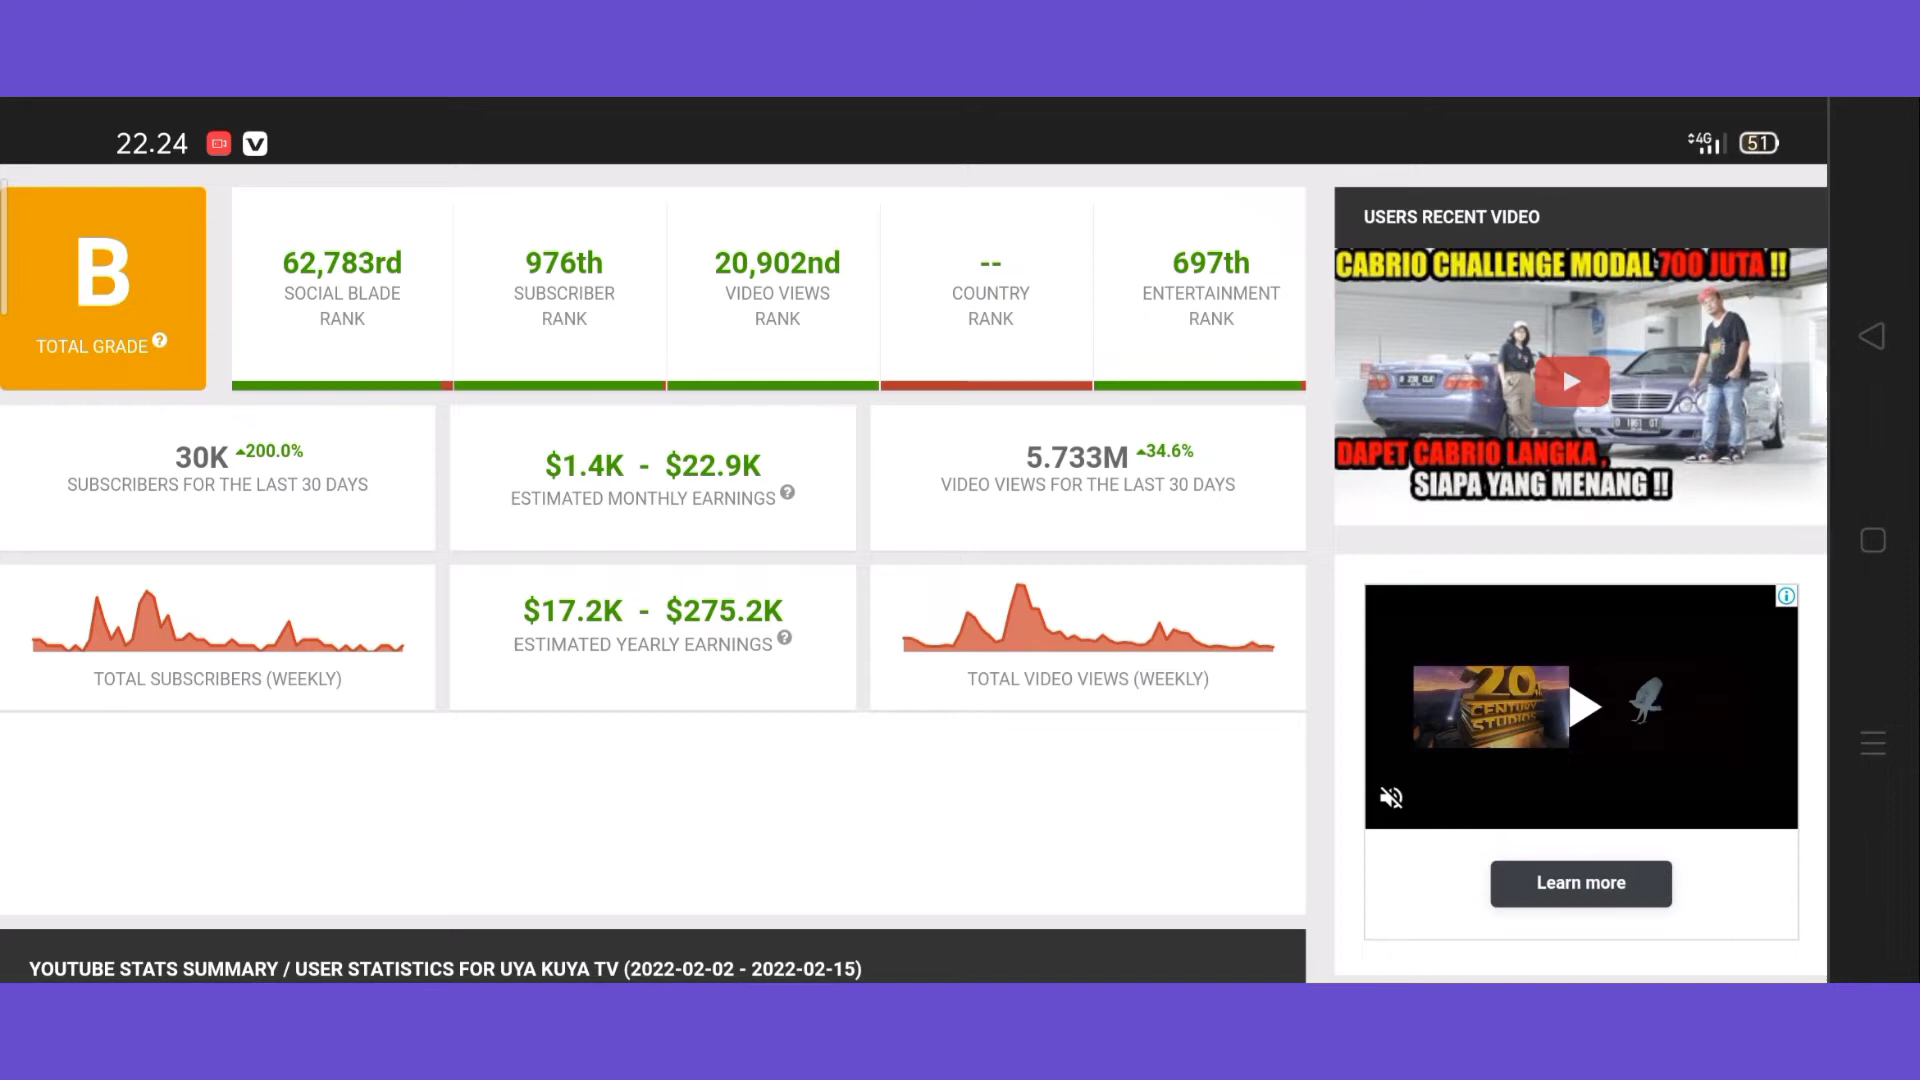 22.24
4G
51
B
TOTAL GRADE ?
62,783rd
SOCIAL BLADE
RANK
976th
SUBSCRIBER
RANK
20,902nd
VIDEO VIEWS
RANK
--
COUNTRY
RANK
697th
ENTERTAINMENT
RANK
30K 200.0%
SUBSCRIBERS FOR THE LAST 30 DAYS
$1.4K - $22.9K
ESTIMATED MONTHLY EARNINGS ?
5.733M 34.6%
VIDEO VIEWS FOR THE LAST 30 DAYS
TOTAL SUBSCRIBERS (WEEKLY)
$17.2K - $275.2K
ESTIMATED YEARLY EARNINGS ?
TOTAL VIDEO VIEWS (WEEKLY)
YOUTUBE STATS SUMMARY / USER STATISTICS FOR UYA KUYA TV (2022-02-02 - 2022-02-15)
USERS RECENT VIDEO
CABRIO CHALLENGE MODAL 700 JUTA !!
DAPET CABRIO LANGKA,
SIAPA YANG MENANG !!
20th
CENTURY
STUDIOS
Learn more